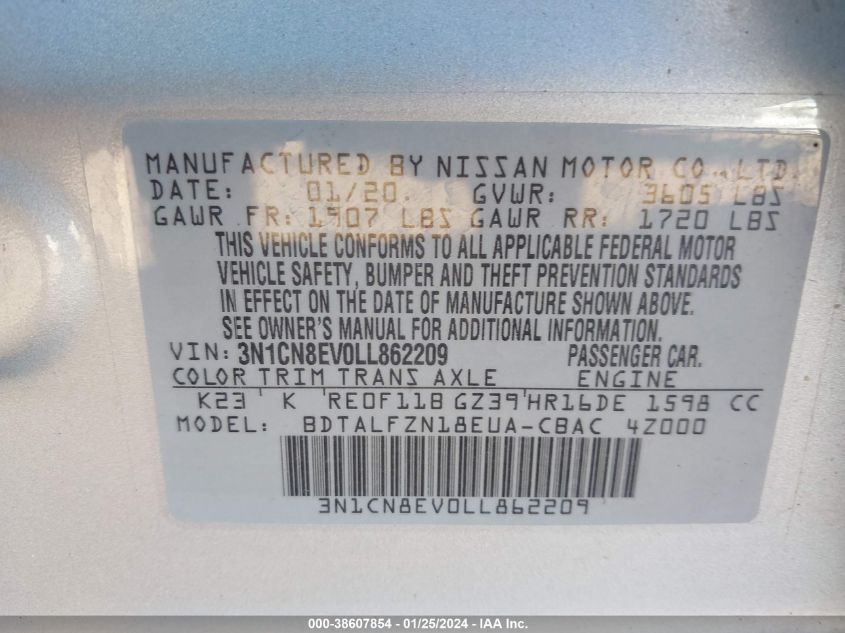 MANUFACTURED BY NISSAN MOTOR CO., LTD.
DATE: 01/20. GVWR: 3605 LBS
GAWR FR: 1907 LBS GAWR RR: 1720 LBS
THIS VEHICLE CONFORMS TO ALL APPLICABLE FEDERAL MOTOR
VEHICLE SAFETY, BUMPER AND THEFT PREVENTION STANDARDS
IN EFFECT ON THE DATE OF MANUFACTURE SHOWN ABOVE.
SEE OWNER'S MANUAL FOR ADDITIONAL INFORMATION.
VIN: 3N1CN8EV0LL862209 PASSENGER CAR.
COLOR TRIM TRANS AXLE ENGINE
K23 K RE0F11B GZ39 HR16DE 1598 CC
MODEL: BDTALFZN18EUA-CBAC 4Z000
3N1CN8EV0LL862209
000-38607854 - 01/25/2024 - IAA Inc.